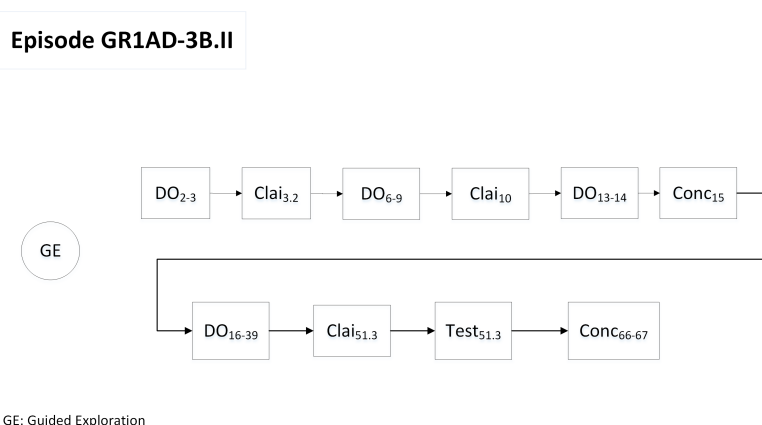 Episode GR1AD-3B.II
DO2-3 Clai3.2 DO6-9 Clai10 DO13-14 Conc15
GE
DO16-39 Clai51.3 Test51.3 Conc66-67
GE: Guided Exploration